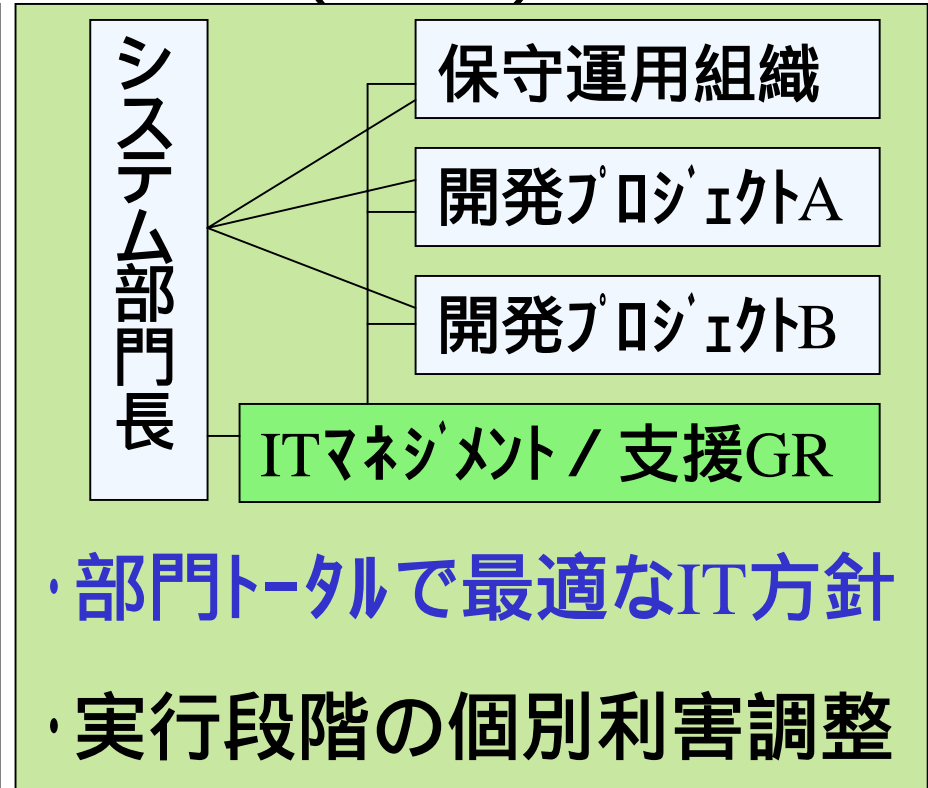 システム部門長
保守運用組織
開発ﾌﾟﾛｼﾞｪｸﾄA
開発ﾌﾟﾛｼﾞｪｸﾄB
ITﾏﾈｼﾞﾒﾝﾄ / 支援GR
・部門ﾄｰﾀﾙで最適なIT方針
・実行段階の個別利害調整